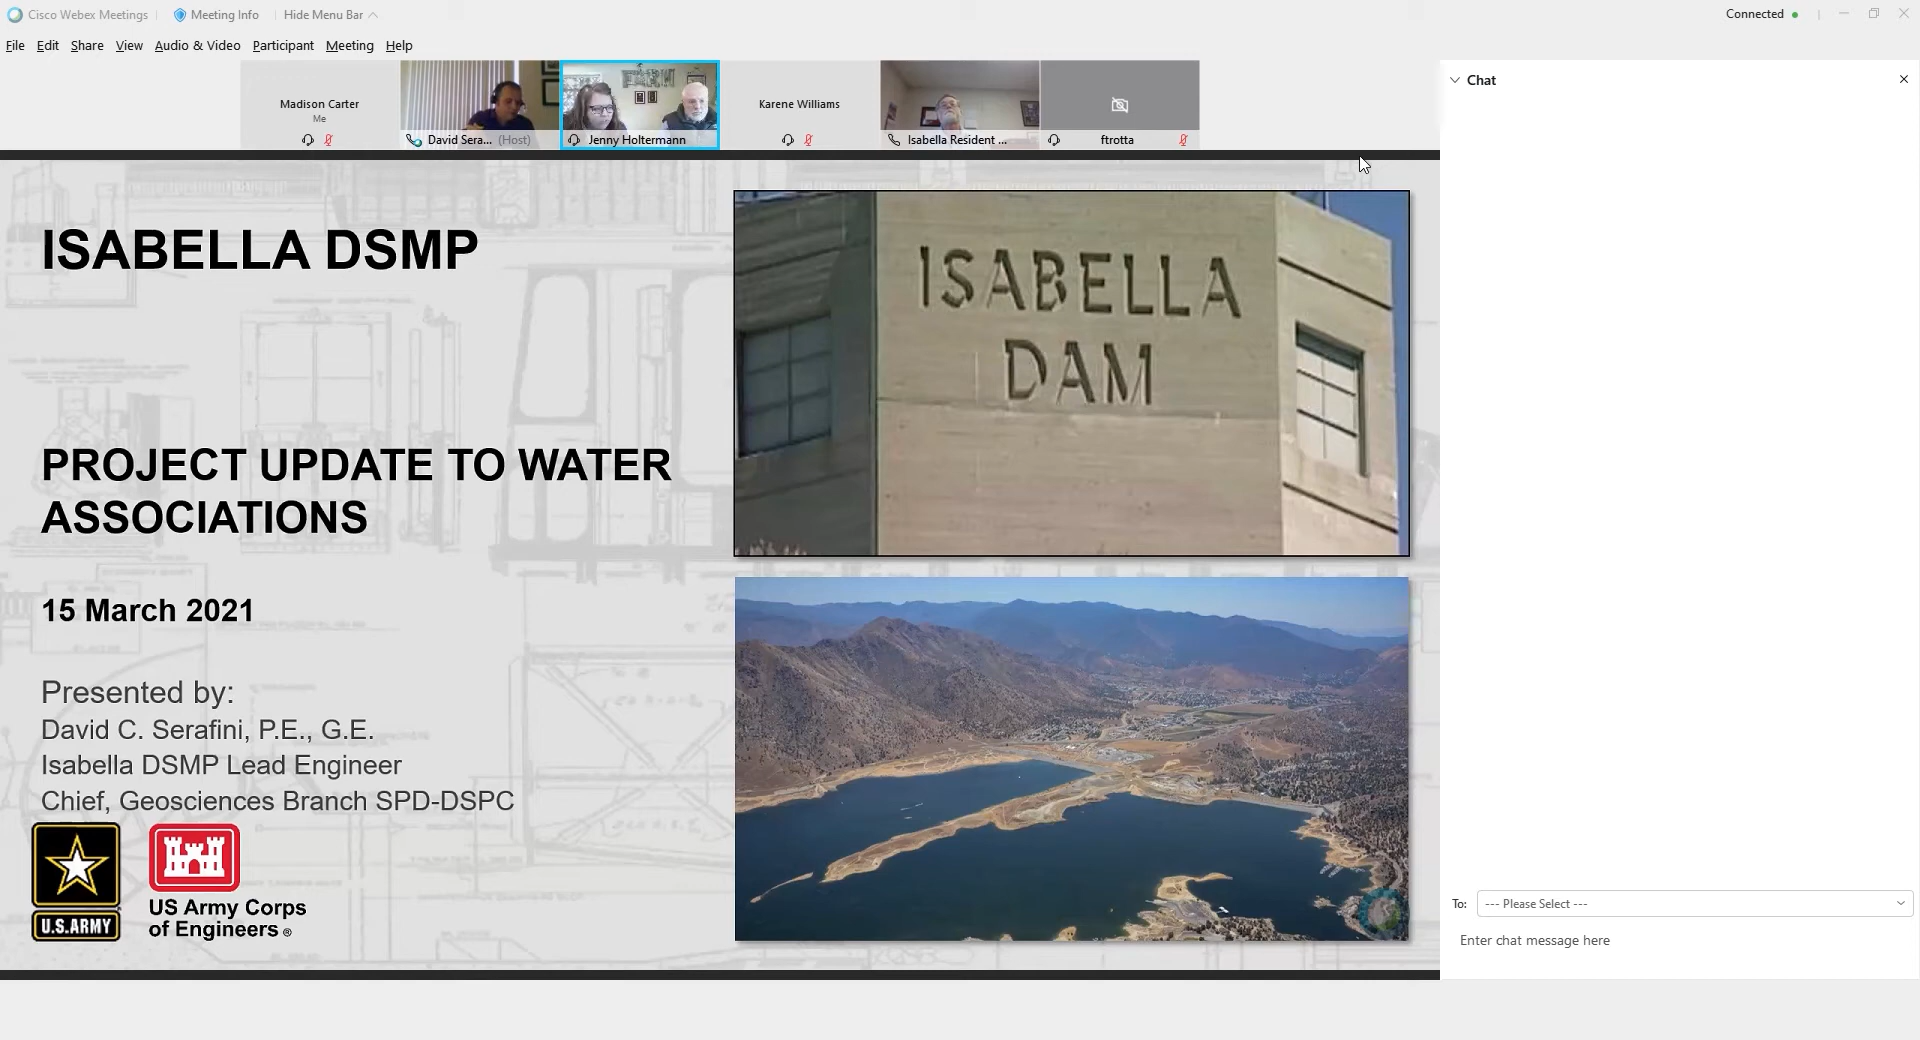 Cisco Webex Meetings
Meeting Info
Hide Menu Bar
Connected
File Edit Share View Audio & Video Participant Meeting Help
Madison Carter
Me
David Sera... (Host)
Jenny Holtermann
Karene Williams
Isabella Resident ...
ftrotta
Chat
ISABELLA DSMP
ISABELLA
DAM
PROJECT UPDATE TO WATER
ASSOCIATIONS
15 March 2021
Presented by:
David C. Serafini, P.E., G.E.
Isabella DSMP Lead Engineer
Chief, Geosciences Branch SPD-DSPC
U.S.ARMY
US Army Corps
of Engineers ®
To: --- Please Select ---
Enter chat message here